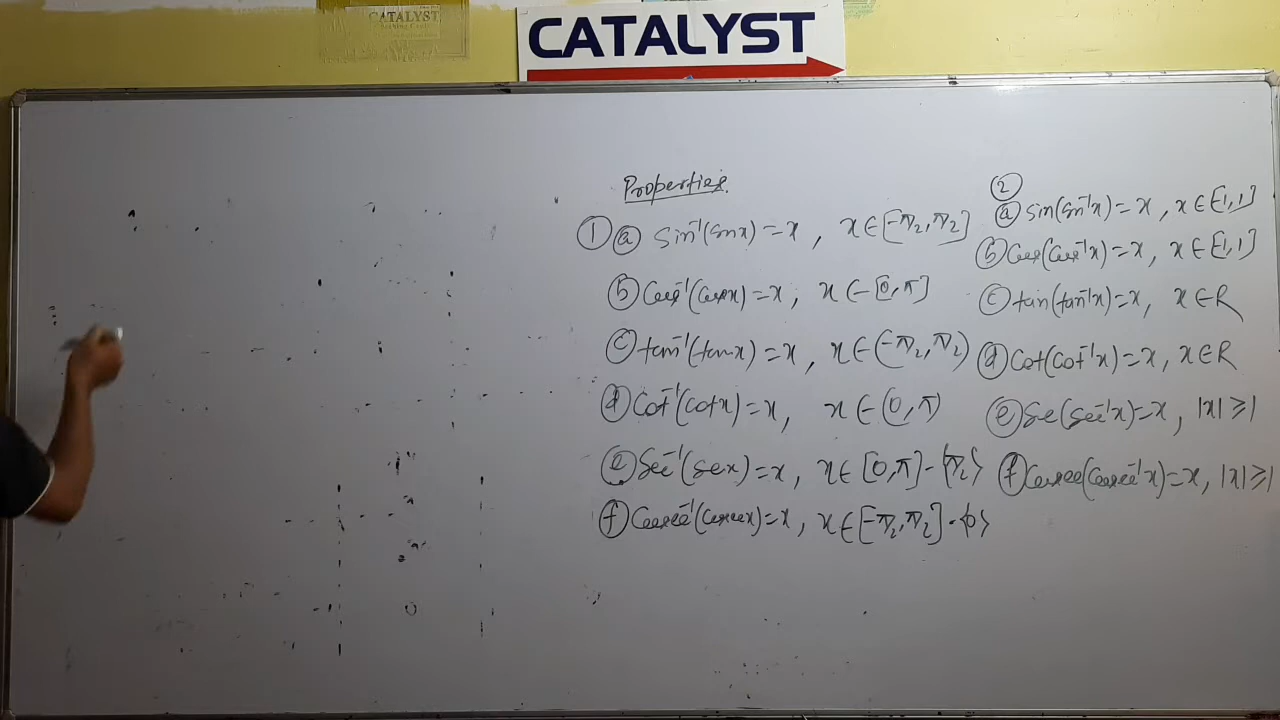 CATALYST
CATALYST
Properties
① ⓐ sin⁻¹(sinx) = x , x ∈ [-π/2, π/2]
ⓑ Cos⁻¹(cosx) = x, x ∈ [0, π]
ⓒ tan⁻¹(tanx) = x , x ∈ (-π/2, π/2)
ⓓ Cot⁻¹(cotx) = x, x ∈ (0, π)
ⓔ Sec⁻¹(secx) = x, x ∈ [0, π] - {π/2}
ⓕ Cosec⁻¹(cosecx) = x, x ∈ [-π/2, π/2] - {0}
②
ⓐ sin(sin⁻¹x) = x , x ∈ [-1, 1]
ⓑ Cos(Cos⁻¹x) = x, x ∈ [-1, 1]
ⓒ tan(tan⁻¹x) = x, x ∈ R
ⓓ Cot(cot⁻¹x) = x, x ∈ R
ⓔ Sec(sec⁻¹x) = x, |x| ≥ 1
ⓕ Cosec(Cosec⁻¹x) = x, |x| ≥ 1